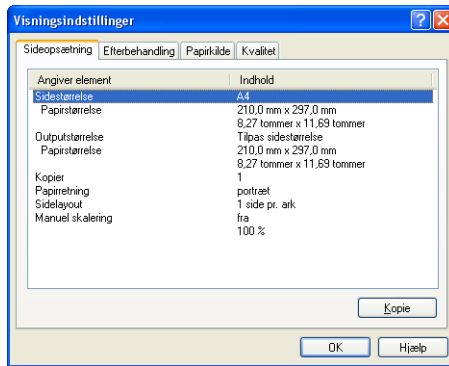 Visningsindstillinger
Sideopsætning Efterbehandling Papirkilde Kvalitet
Angiver element Indhold
Sidestørrelse A4
Papirstørrelse 210,0 mm x 297,0 mm
8,27 tommer x 11,69 tommer
Outputstørrelse Tilpas sidestørrelse
Papirstørrelse 210,0 mm x 297,0 mm
8,27 tommer x 11,69 tommer
Kopier 1
Papirretning portræt
Sidelayout 1 side pr. ark
Manuel skalering fra
100 %
Kopie
OK Hjælp